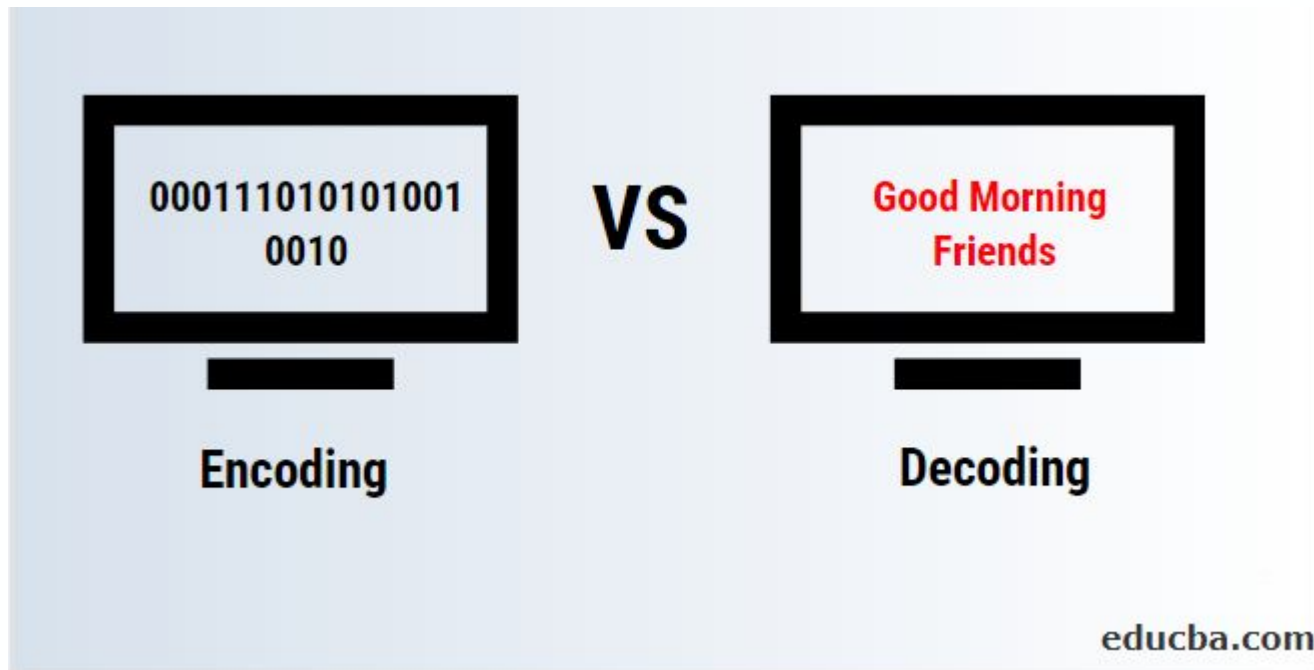 000111010101001
0010
VS
Good Morning
Friends
Encoding
Decoding
educba.com